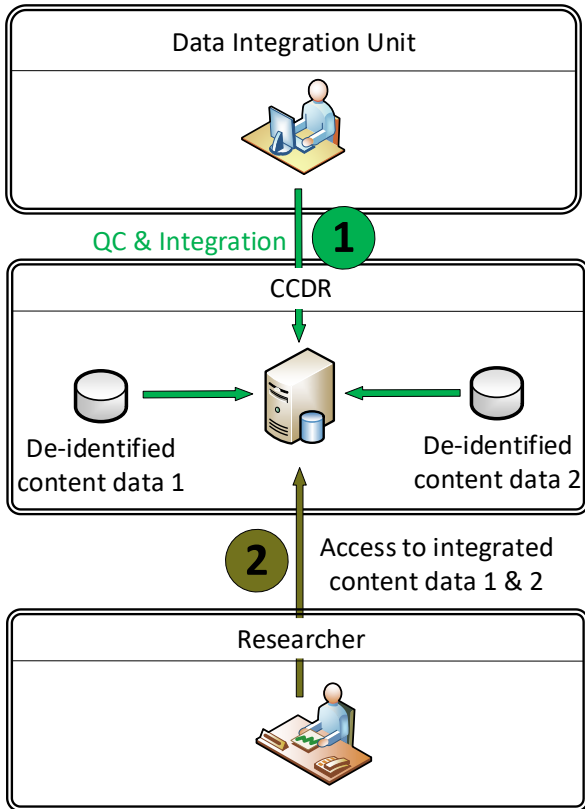 Data Integration Unit
QC & Integration
1
CCDR
De-identified
content data 1
De-identified
content data 2
2
Access to integrated
content data 1 & 2
Researcher